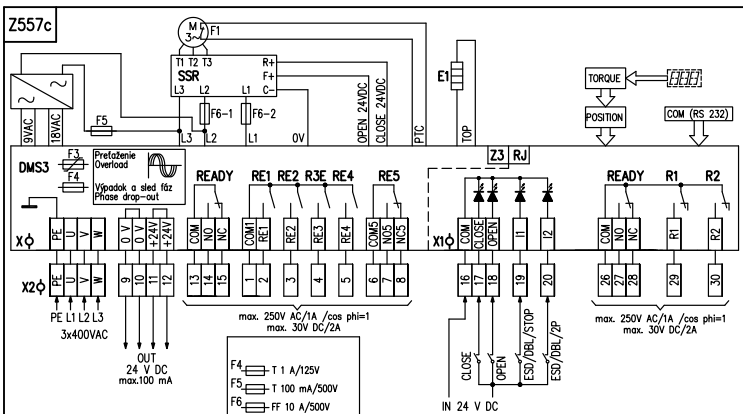 Z557c
M
3~
F1
T1 T2 T3
SSR
R+
F+
C-
L3 L2 L1
F6-1
F6-2
F5
L3 L2 L1 0V
OPEN 24VDC
CLOSE 24VDC
PTC
E1
TOP
TORQUE
POSITION
COM (RS 232)
9VAC
18VAC
DMS3
F3
F4
Preťaženie
Overload
Výpadok a sled fáz
Phase drop-out
READY RE1 RE2 R3E RE4 RE5
Z3 RJ
READY R1 R2
X
PE U V W
0 V 0 V +24V +24V
COM NO NC
COM1 RE1 RE2 RE3 RE4
COM5 NO5 NC5
X1
COM CLOSE OPEN I1 I2
COM NO NC R1 R2
X2
PE U V W
9 10 11 12
13 14 15
1 2 3 4 5
6 7 8
16 17 18 19 20
26 27 28 29 30
PE L1 L2 L3
3x400VAC
OUT
24 V DC
max.100 mA
max. 250V AC/1A /cos phi=1
max. 30V DC/2A
CLOSE
OPEN
ESD/DBL/STOP
ESD/DBL/2P
IN 24 V DC
max. 250V AC/1A /cos phi=1
max. 30V DC/2A
F4 T 1 A/125V
F5 T 100 mA/500V
F6 FF 10 A/500V